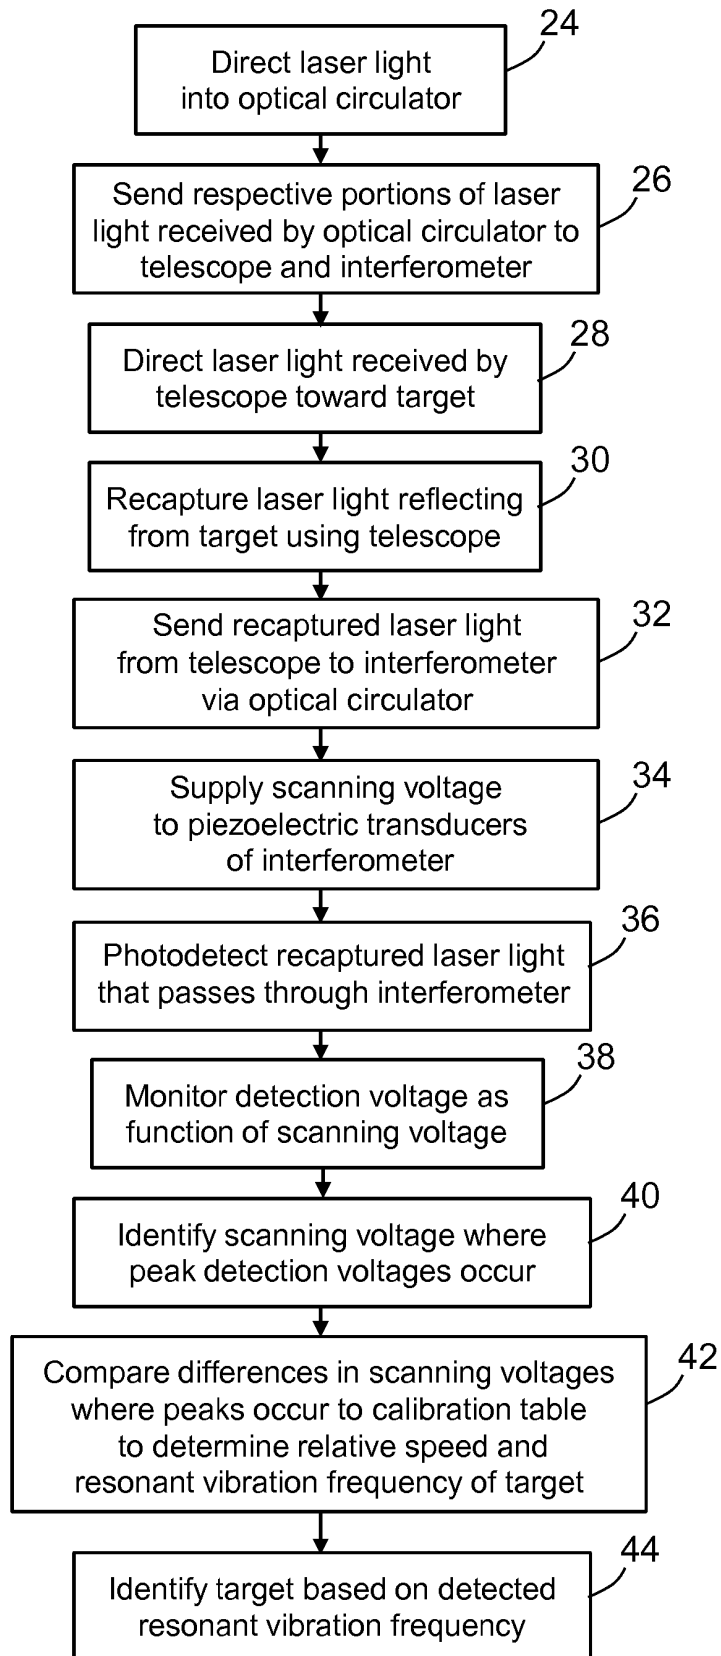 24
Direct laser light
into optical circulator
26
Send respective portions of laser
light received by optical circulator to
telescope and interferometer
28
Direct laser light received by
telescope toward target
30
Recapture laser light reflecting
from target using telescope
32
Send recaptured laser light
from telescope to interferometer
via optical circulator
34
Supply scanning voltage
to piezoelectric transducers
of interferometer
36
Photodetect recaptured laser light
that passes through interferometer
38
Monitor detection voltage as
function of scanning voltage
40
Identify scanning voltage where
peak detection voltages occur
42
Compare differences in scanning voltages
where peaks occur to calibration table
to determine relative speed and
resonant vibration frequency of target
44
Identify target based on detected
resonant vibration frequency